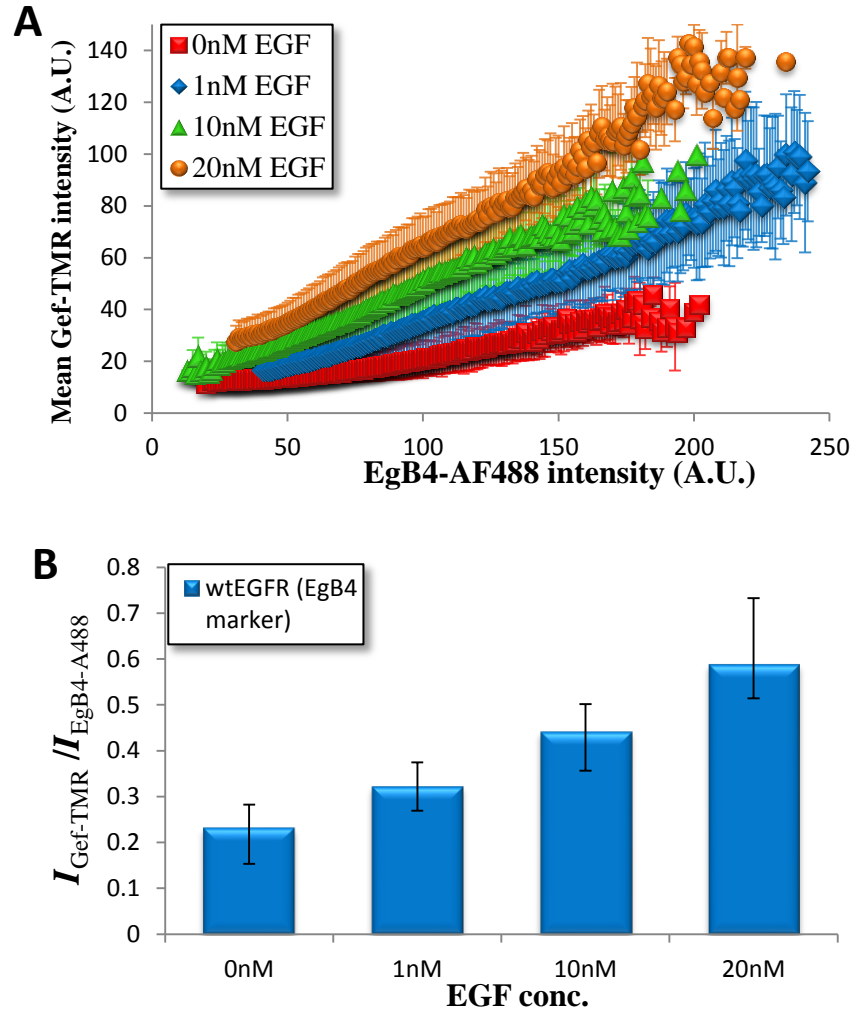 A
0nM EGF
1nM EGF
10nM EGF
20nM EGF
Mean Gef-TMR intensity (A.U.)
140
120
100
80
60
40
20
0
0 50 100 150 200 250
EgB4-AF488 intensity (A.U.)
B
wtEGFR (EgB4
marker)
I Gef-TMR /I EgB4-A488
0.8
0.7
0.6
0.5
0.4
0.3
0.2
0.1
0
0nM 1nM 10nM 20nM
EGF conc.